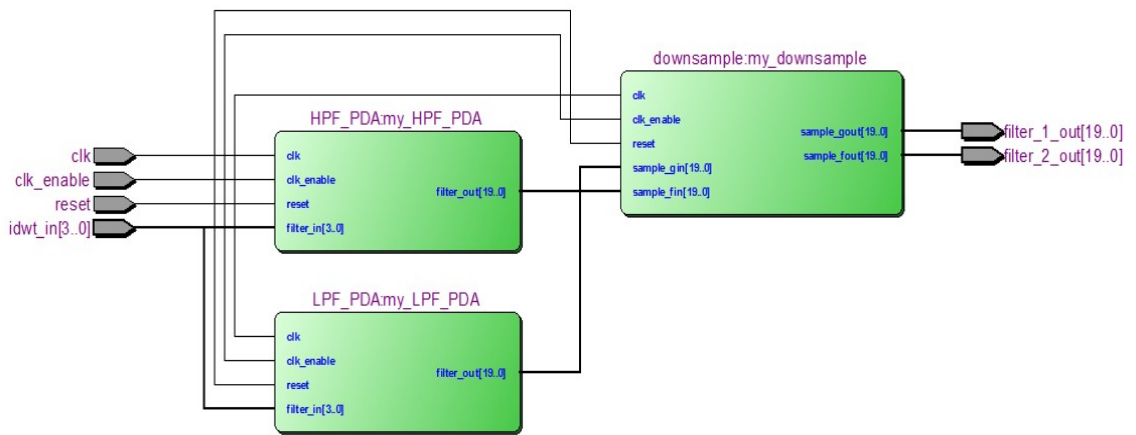 downsample:my_downsample
clk
clk_enable
reset
sample_gin[19..0]
sample_fin[19..0]
sample_gout[19..0]
sample_fout[19..0]
filter_1_out[19..0]
filter_2_out[19..0]
HPF_PDA:my_HPF_PDA
clk
clk_enable
reset
idwt_in[3..0]
clk
clk_enable
reset
filter_in[3..0]
filter_out[19..0]
LPF_PDA:my_LPF_PDA
clk
clk_enable
reset
filter_in[3..0]
filter_out[19..0]